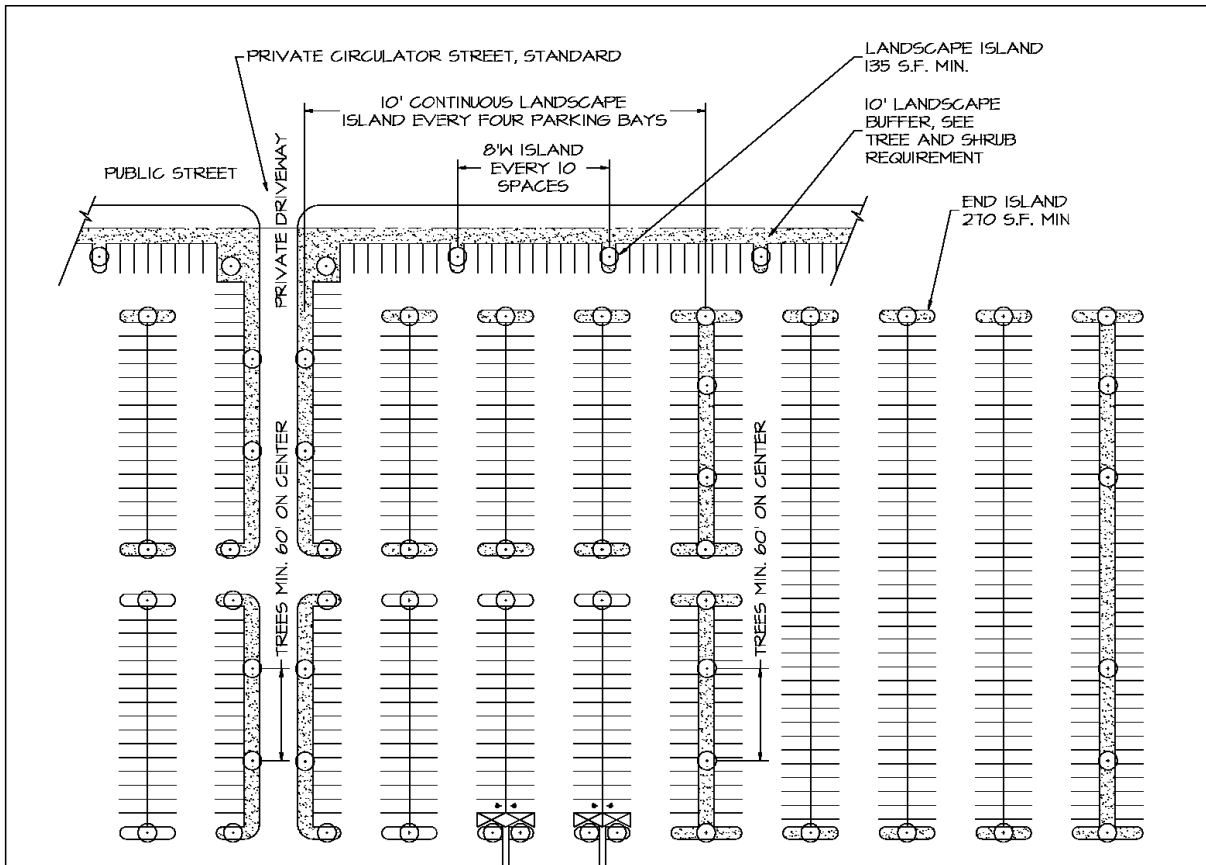 PRIVATE CIRCULATOR STREET, STANDARD
LANDSCAPE ISLAND
135 S.F. MIN.
10' CONTINUOUS LANDSCAPE
ISLAND EVERY FOUR PARKING BAYS
10' LANDSCAPE
BUFFER, SEE
TREE AND SHRUB
REQUIREMENT
8'W ISLAND
EVERY 10
SPACES
PUBLIC STREET
PRIVATE DRIVEWAY
END ISLAND
270 S.F. MIN
TREES MIN. 60' ON CENTER
TREES MIN. 60' ON CENTER